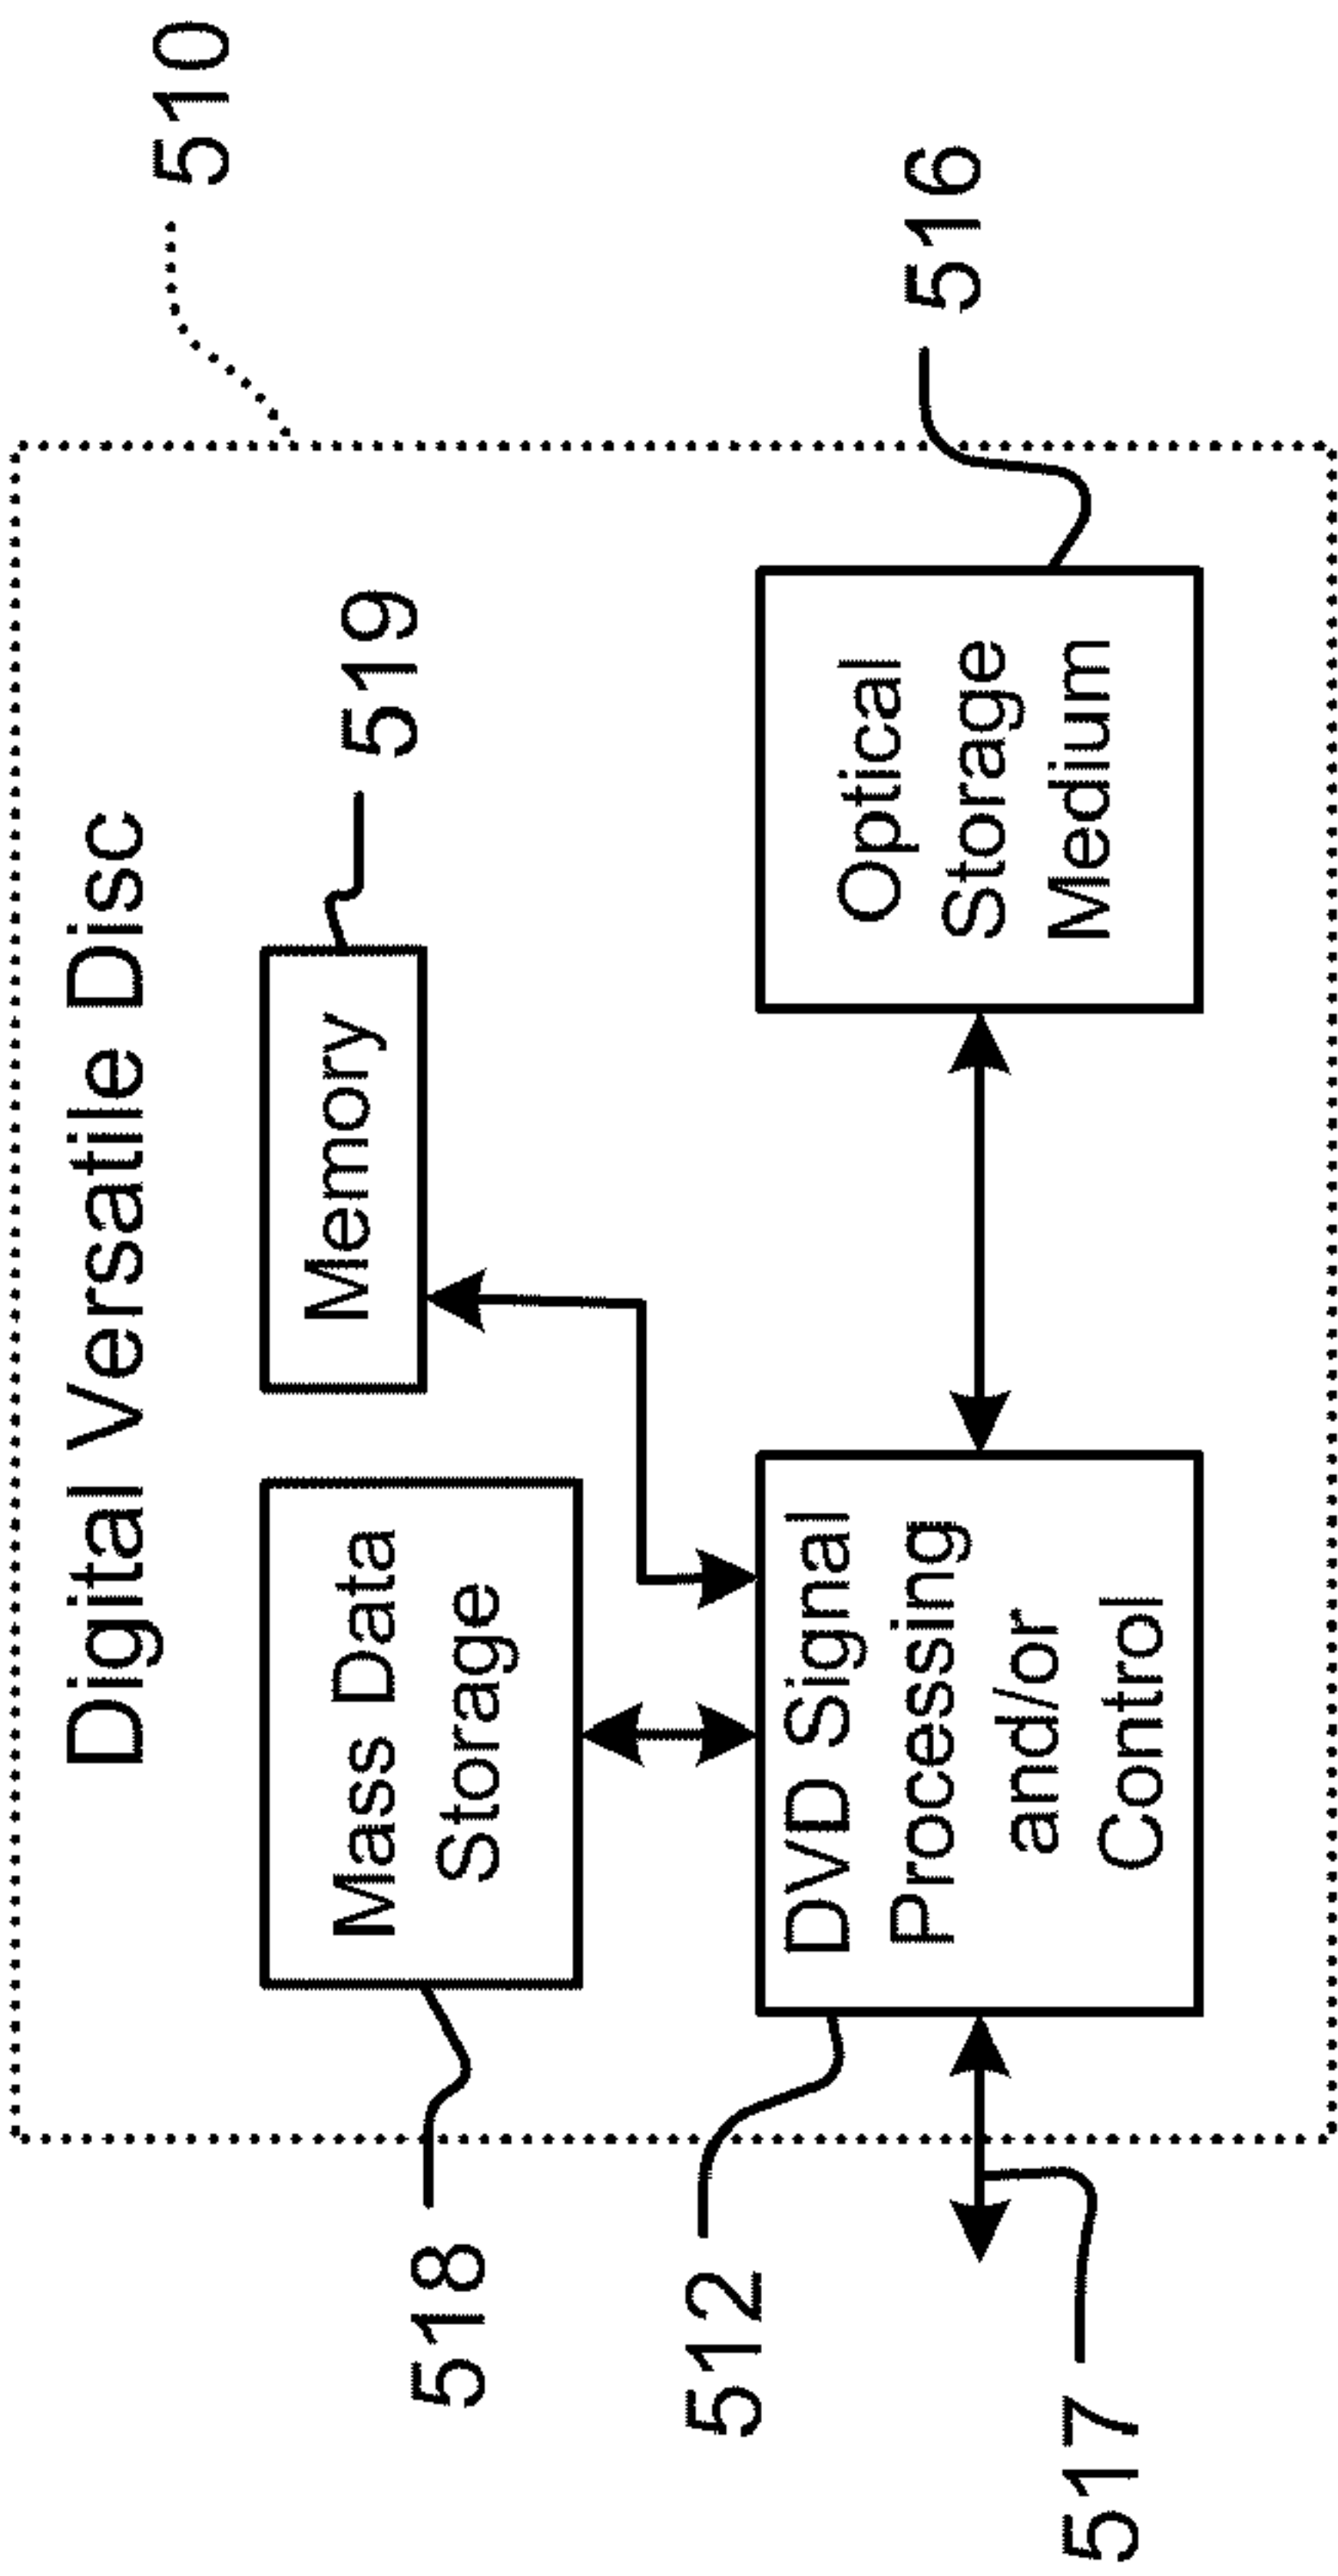 Digital Versatile Disc
510
Mass Data
Storage
Memory
519
518
DVD Signal
Processing
and/or
Control
Optical
Storage
Medium
516
512
517